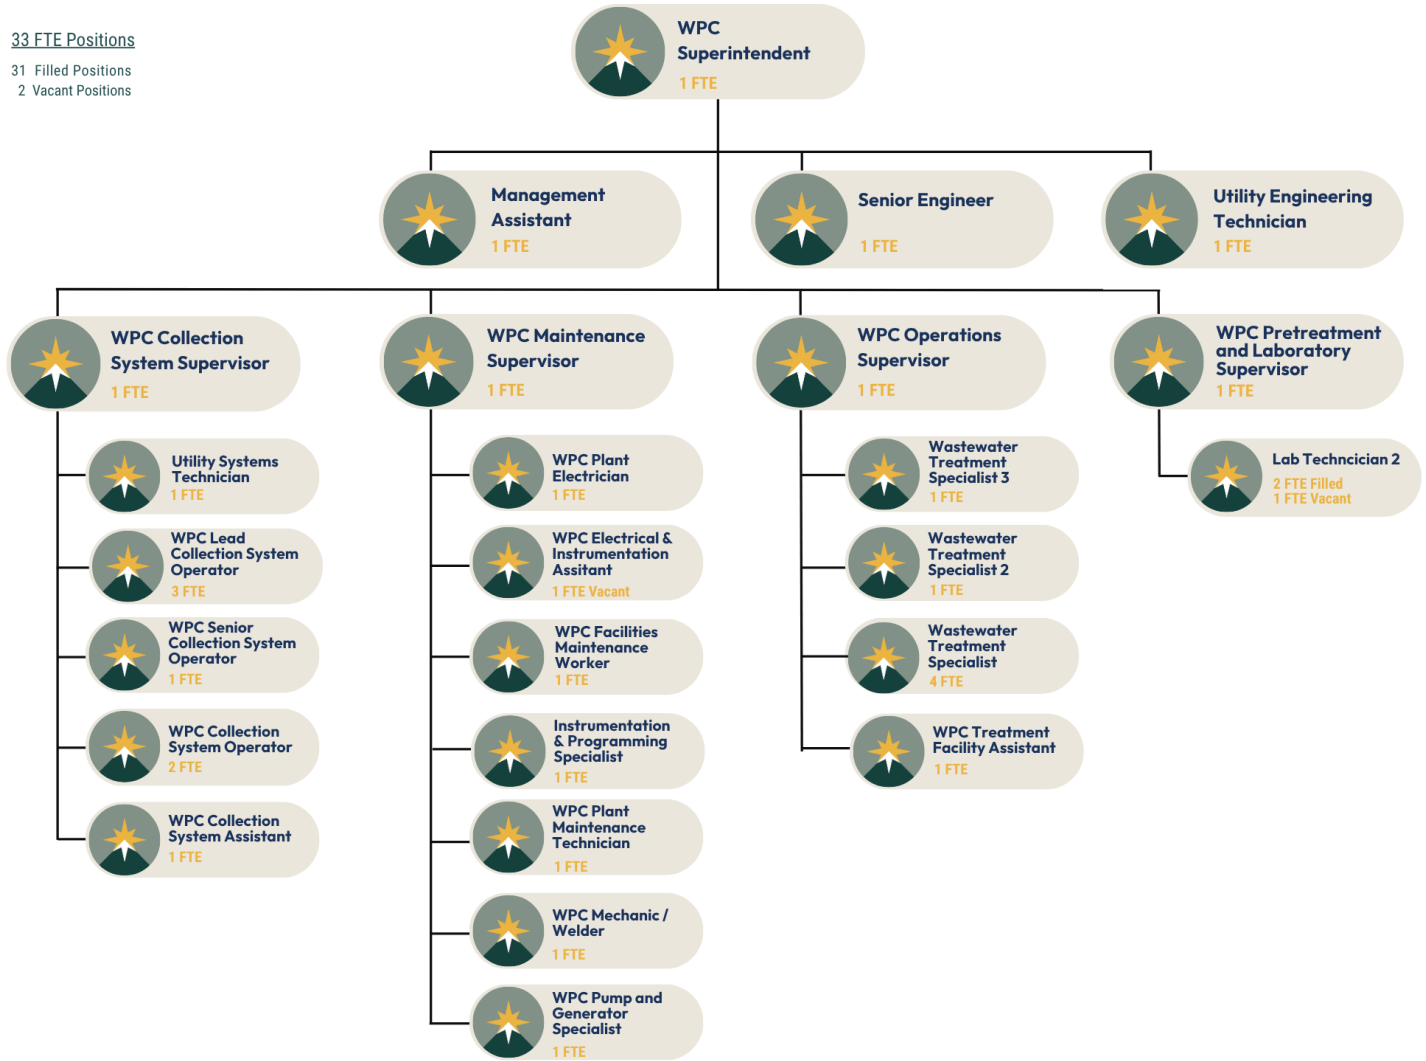 33 FTE Positions
31 Filled Positions
2 Vacant Positions
WPC
Superintendent
1 FTE
Management
Assistant
1 FTE
Senior Engineer
1 FTE
Utility Engineering
Technician
1 FTE
WPC Collection
System Supervisor
1 FTE
Utility Systems
Technician
1 FTE
WPC Lead
Collection System
Operator
3 FTE
WPC Senior
Collection System
Operator
1 FTE
WPC Collection
System Operator
2 FTE
WPC Collection
System Assistant
1 FTE
WPC Maintenance
Supervisor
1 FTE
WPC Plant
Electrician
1 FTE
WPC Electrical &
Instrumentation
Assitant
1 FTE Vacant
WPC Facilities
Maintenance
Worker
1 FTE
Instrumentation
& Programming
Specialist
1 FTE
WPC Plant
Maintenance
Technician
1 FTE
WPC Mechanic /
Welder
1 FTE
WPC Pump and
Generator
Specialist
1 FTE
WPC Operations
Supervisor
1 FTE
Wastewater
Treatment
Specialist 3
1 FTE
Wastewater
Treatment
Specialist 2
1 FTE
Wastewater
Treatment
Specialist
4 FTE
WPC Treatment
Facility Assistant
1 FTE
WPC Pretreatment
and Laboratory
Supervisor
1 FTE
Lab Techncician 2
2 FTE Filled
1 FTE Vacant